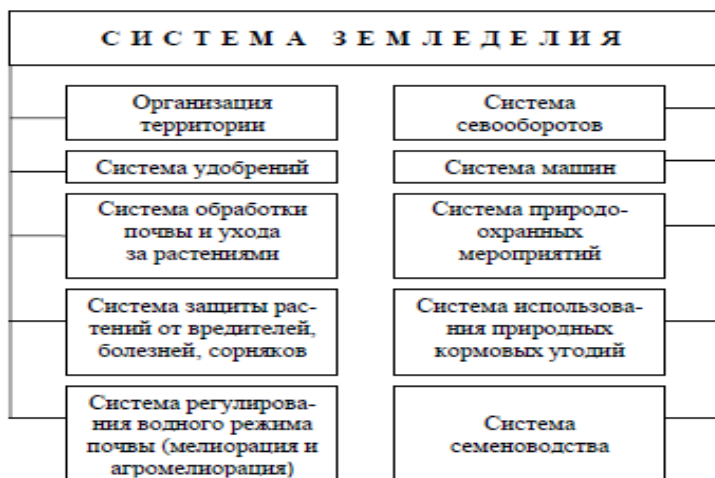 СИСТЕМА ЗЕМЛЕДЕЛИЯ
Организация
территории
Система
севооборотов
Система удобрений
Система машин
Система обработки
почвы и ухода
за растениями
Система природо-
охранных
мероприятий
Система защиты рас-
тений от вредителей,
болезней, сорняков
Система использова-
ния природных
кормовых угодий
Система регулирова-
ния водного режима
почвы (мелиорация и
агромелиорация)
Система
семеноводства